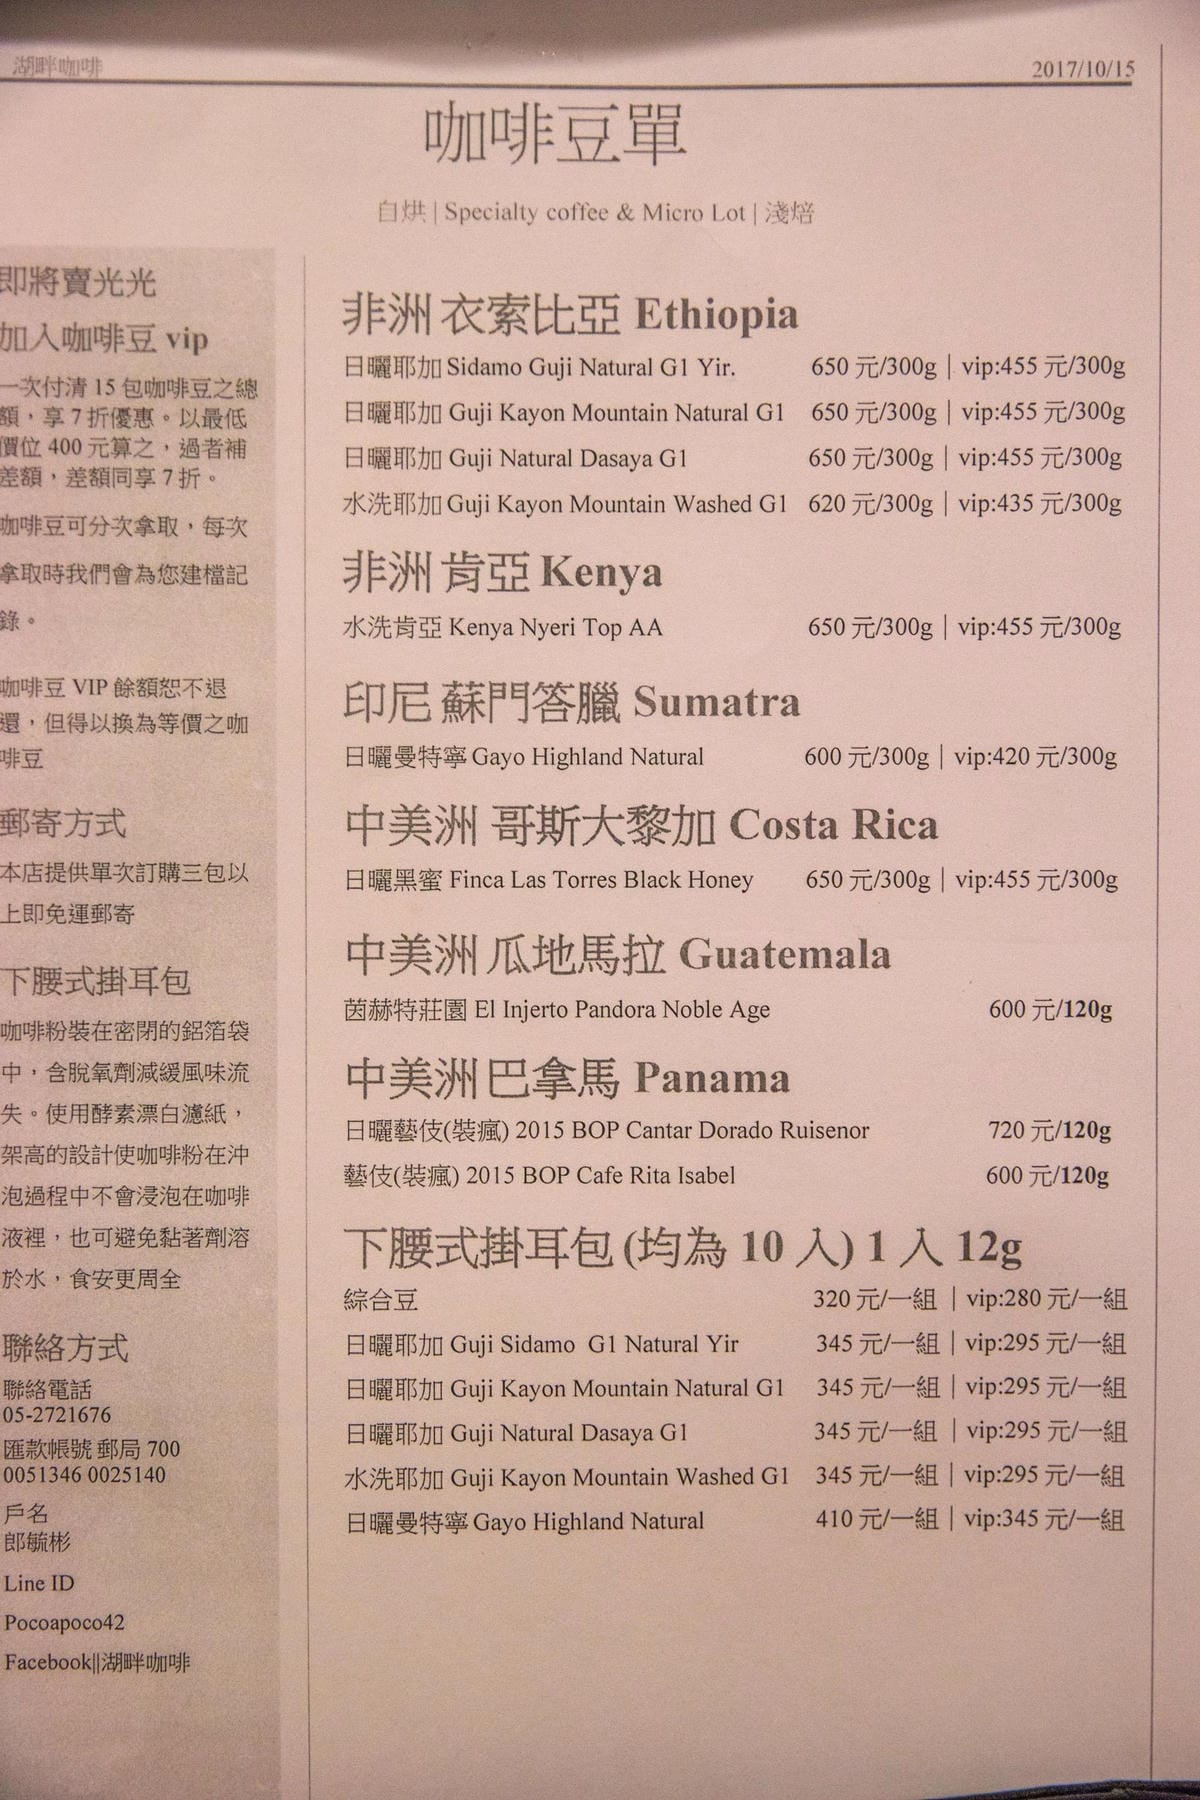 湖畔咖啡 2017/10/15
咖啡豆單
自烘 | Specialty coffee & Micro Lot | 淺焙
即將賣光光
加入咖啡豆 vip
一次付清 15 包咖啡豆之總
額，享 7 折優惠。以最低
價位 400 元算之，過者補
差額，差額同享 7 折。
咖啡豆可分次拿取，每次
拿取時我們會為您建檔記
錄。
咖啡豆 VIP 餘額恕不退
還，但得以換為等價之咖
啡豆
郵寄方式
本店提供單次訂購三包以
上即免運郵寄
下腰式掛耳包
咖啡粉裝在密閉的鋁箔袋
中，含脫氧劑減緩風味流
失。使用酵素漂白濾紙，
架高的設計使咖啡粉在沖
泡過程中不會浸泡在咖啡
液裡，也可避免黏著劑溶
於水，食安更周全
聯絡方式
聯絡電話
05-2721676
匯款帳號 郵局 700
0051346 0025140
戶名
郎毓彬
Line ID
Pocoapoco42
Facebook||湖畔咖啡
非洲 衣索比亞 Ethiopia
日曬耶加 Sidamo Guji Natural G1 Yir. 650 元/300g｜vip:455 元/300g
日曬耶加 Guji Kayon Mountain Natural G1 650 元/300g｜vip:455 元/300g
日曬耶加 Guji Natural Dasaya G1 650 元/300g｜vip:455 元/300g
水洗耶加 Guji Kayon Mountain Washed G1 620 元/300g｜vip:435 元/300g
非洲 肯亞 Kenya
水洗肯亞 Kenya Nyeri Top AA 650 元/300g｜vip:455 元/300g
印尼 蘇門答臘 Sumatra
日曬曼特寧 Gayo Highland Natural 600 元/300g｜vip:420 元/300g
中美洲 哥斯大黎加 Costa Rica
日曬黑蜜 Finca Las Torres Black Honey 650 元/300g｜vip:455 元/300g
中美洲 瓜地馬拉 Guatemala
茵赫特莊園 El Injerto Pandora Noble Age 600 元/120g
中美洲 巴拿馬 Panama
日曬藝伎(裝瘋) 2015 BOP Cantar Dorado Ruisenor 720 元/120g
藝伎(裝瘋) 2015 BOP Cafe Rita Isabel 600 元/120g
下腰式掛耳包 (均為 10 入) 1 入 12g
綜合豆 320 元/一組｜vip:280 元/一組
日曬耶加 Guji Sidamo G1 Natural Yir 345 元/一組｜vip:295 元/一組
日曬耶加 Guji Kayon Mountain Natural G1 345 元/一組｜vip:295 元/一組
日曬耶加 Guji Natural Dasaya G1 345 元/一組｜vip:295 元/一組
水洗耶加 Guji Kayon Mountain Washed G1 345 元/一組｜vip:295 元/一組
日曬曼特寧 Gayo Highland Natural 410 元/一組｜vip:345 元/一組